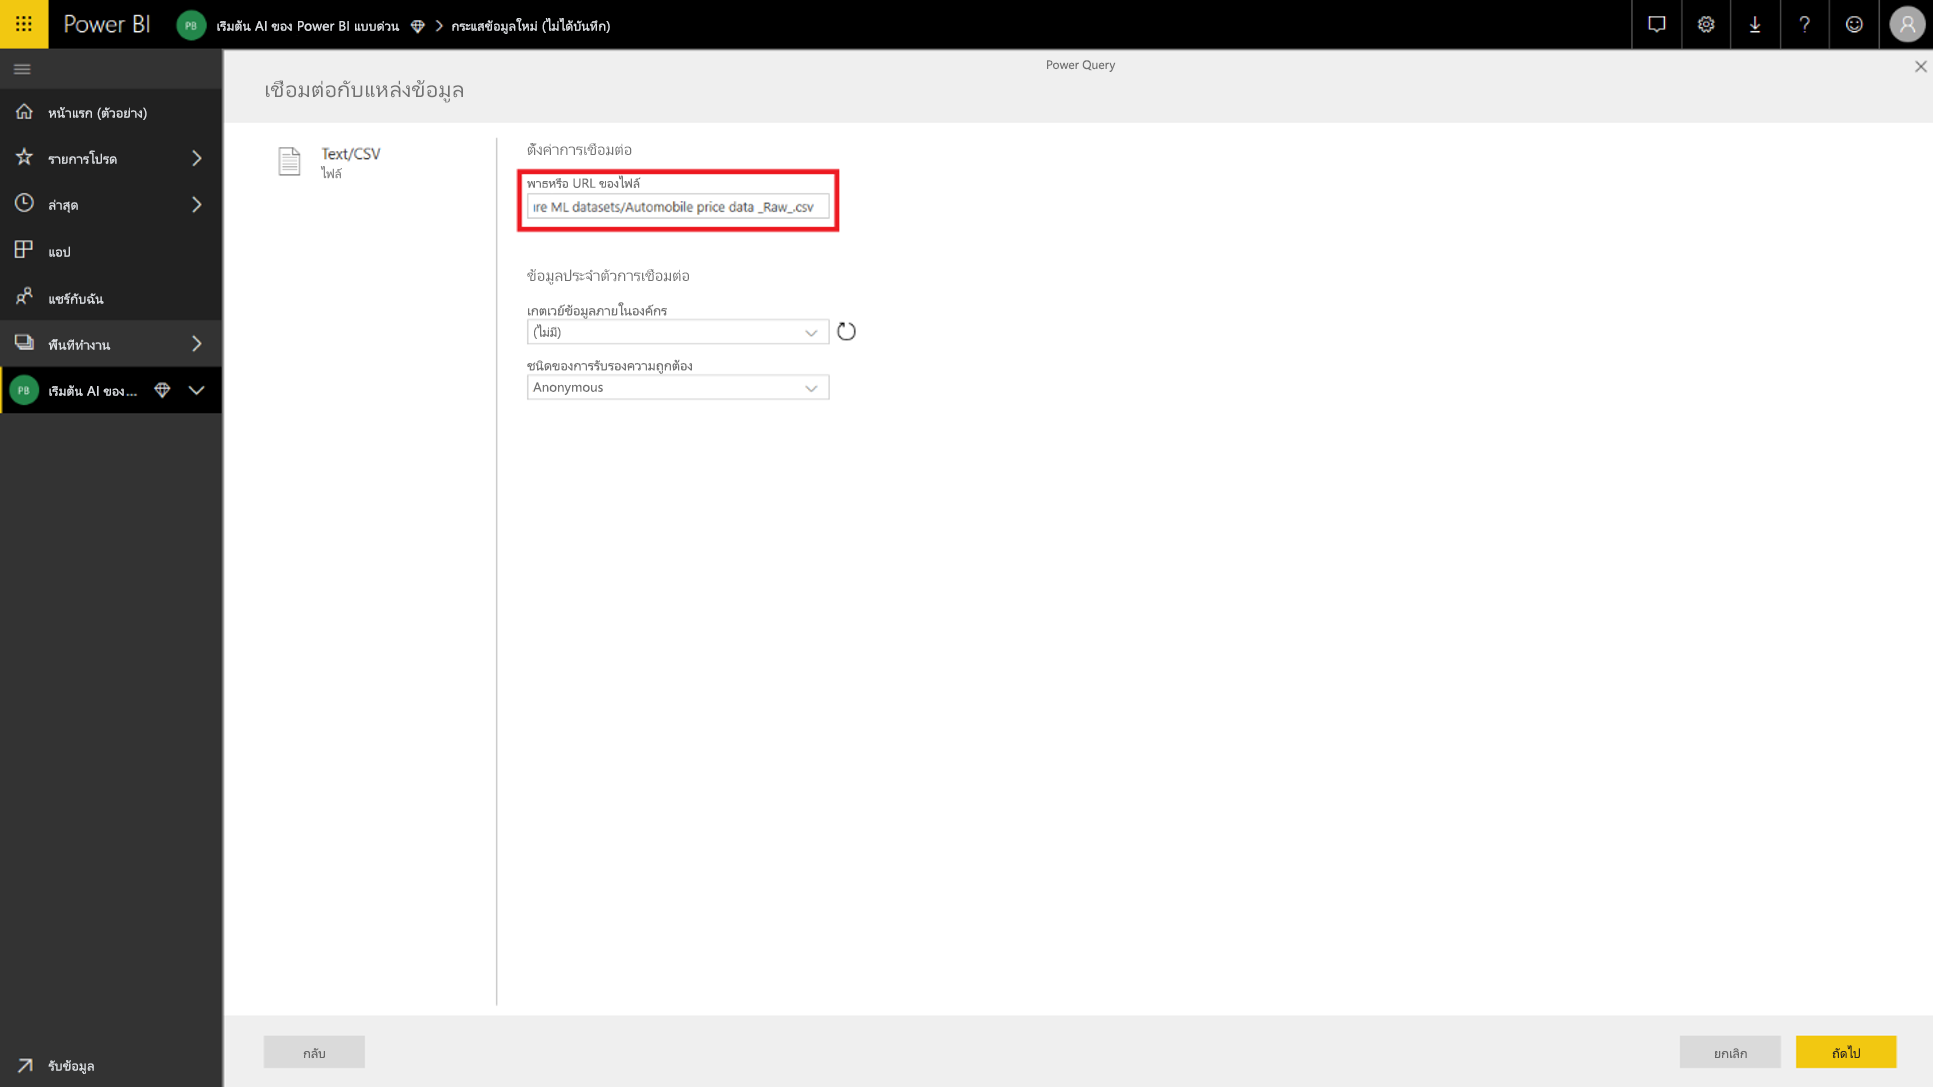 Power BI
PB
เริ่มต้น AI ของ Power BI แบบด่วน
กระแสข้อมูลใหม่ (ไม่ได้บันทึก)
?
Power Query
เชื่อมต่อกับแหล่งข้อมูล
หน้าแรก (ตัวอย่าง)
รายการโปรด
ล่าสุด
แอป
แชร์กับฉัน
พื้นที่ทำงาน
PB
เริ่มต้น AI ของ...
รับข้อมูล
Text/CSV
ไฟล์
ตั้งค่าการเชื่อมต่อ
พาธหรือ URL ของไฟล์
ire ML datasets/Automobile price data _Raw_.csv
ข้อมูลประจำตัวการเชื่อมต่อ
เกตเวย์ข้อมูลภายในองค์กร
(ไม่มี)
ชนิดของการรับรองความถูกต้อง
Anonymous
กลับ
ยกเลิก
ถัดไป